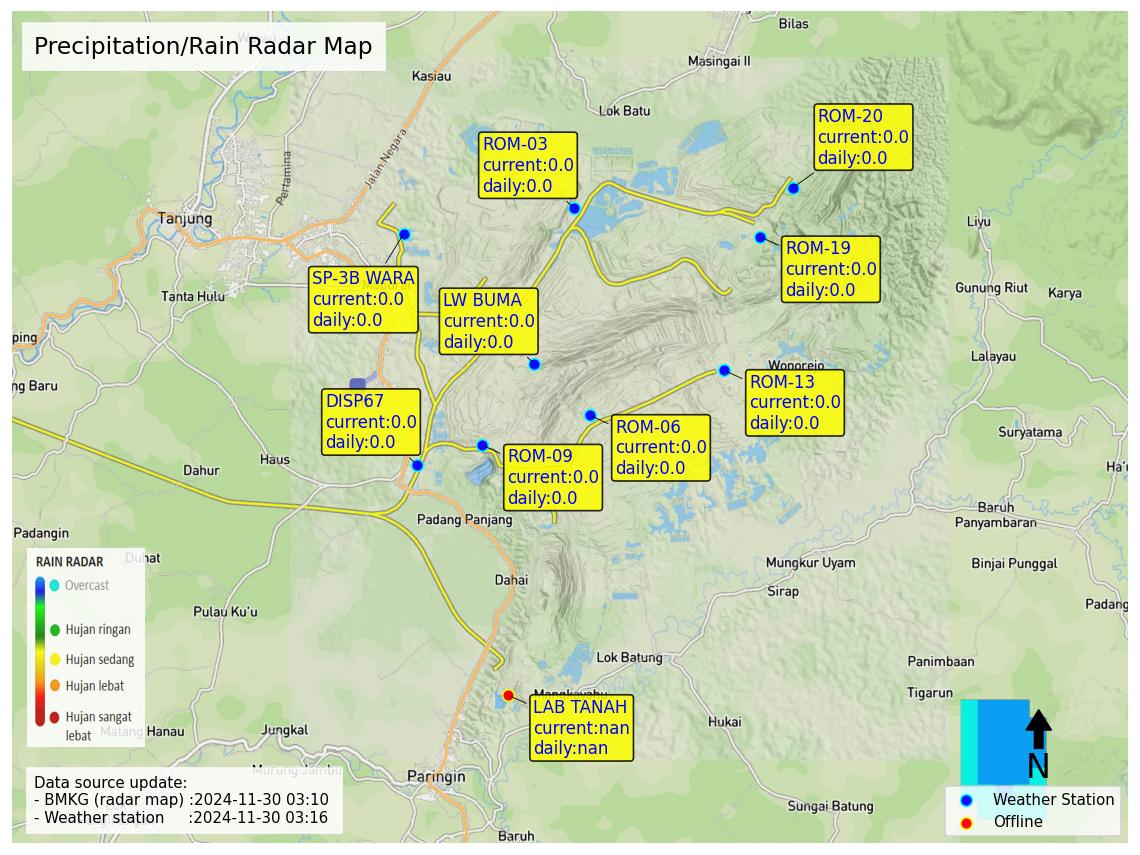 Precipitation/Rain Radar Map
Bilas
Masingai II
Kasiau
Lok Batu
Jalan Negara
Pertamina
Tanjung
Tanta Hulu
ROM-20
current:0.0
daily:0.0
ROM-03
current:0.0
daily:0.0
ROM-19
current:0.0
daily:0.0
SP-3B WARA
current:0.0
daily:0.0
LW BUMA
current:0.0
daily:0.0
Liyu
Gunung Riut
Karya
Lalayau
ping
ng Baru
Wonorejo
ROM-13
current:0.0
daily:0.0
DISP67
current:0.0
daily:0.0
ROM-06
current:0.0
daily:0.0
ROM-09
current:0.0
daily:0.0
Suryatama
Ha'u
Haus
Dahur
Baruh
Panyambaran
Padang Panjang
Padangin
Duhat
Binjai Punggal
Mungkur Uyam
Dahai
Sirap
Padang
Pulau Ku'u
RAIN RADAR
Overcast
Hujan ringan
Hujan sedang
Hujan lebat
Hujan sangat
lebat
Lok Batung
Panimbaan
Tigarun
Mangkayahu
LAB TANAH
current:nan
daily:nan
Hukai
Matang Hanau
Jungkal
Murung Jambu
Paringin
Sungai Batung
Baruh
Data source update:
- BMKG (radar map) :2024-11-30 03:10
- Weather station :2024-11-30 03:16
N
Weather Station
Offline